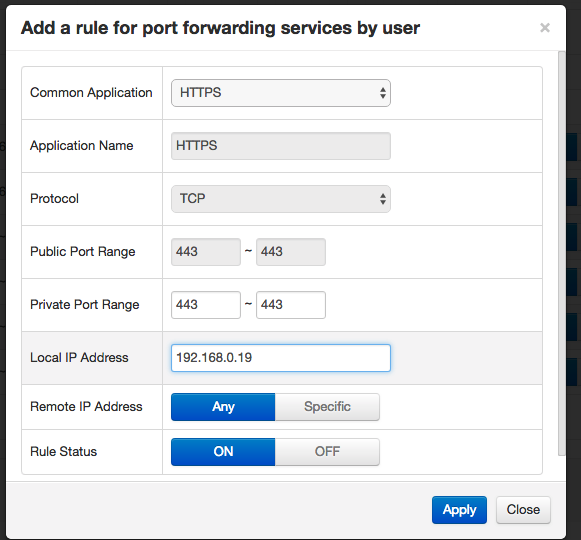 Add a rule for port forwarding services by user ×
Common Application HTTPS
Application Name HTTPS
Protocol TCP
Public Port Range 443 ~ 443
Private Port Range 443 ~ 443
Local IP Address 192.168.0.19
Remote IP Address Any Specific
Rule Status ON OFF
Apply Close